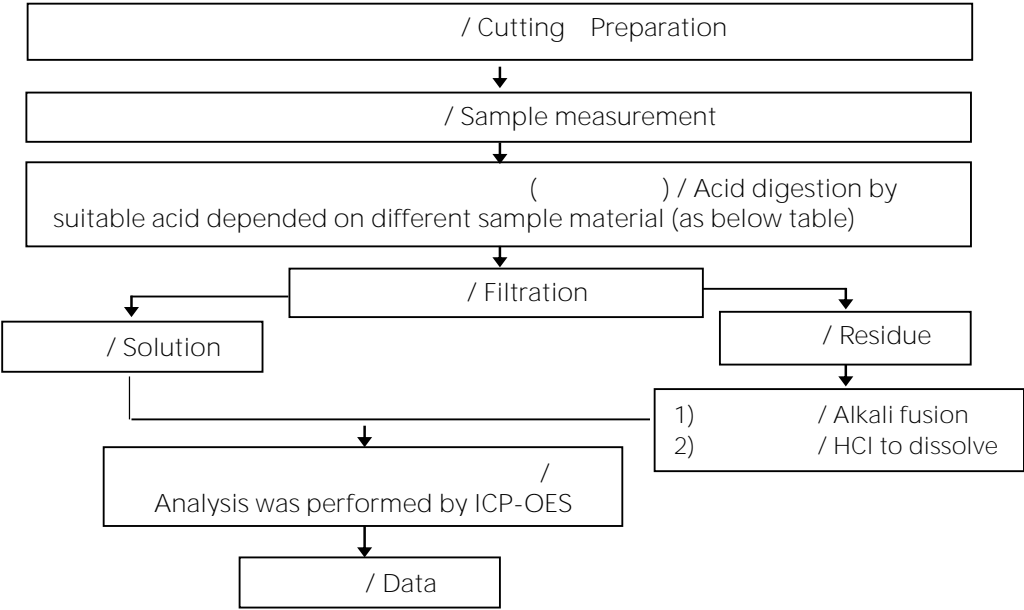 / Cutting Preparation
/ Sample measurement
( ) / Acid digestion by
suitable acid depended on different sample material (as below table)
/ Filtration
/ Solution
/ Residue
1) / Alkali fusion
2) / HCl to dissolve
/
Analysis was performed by ICP-OES
/ Data